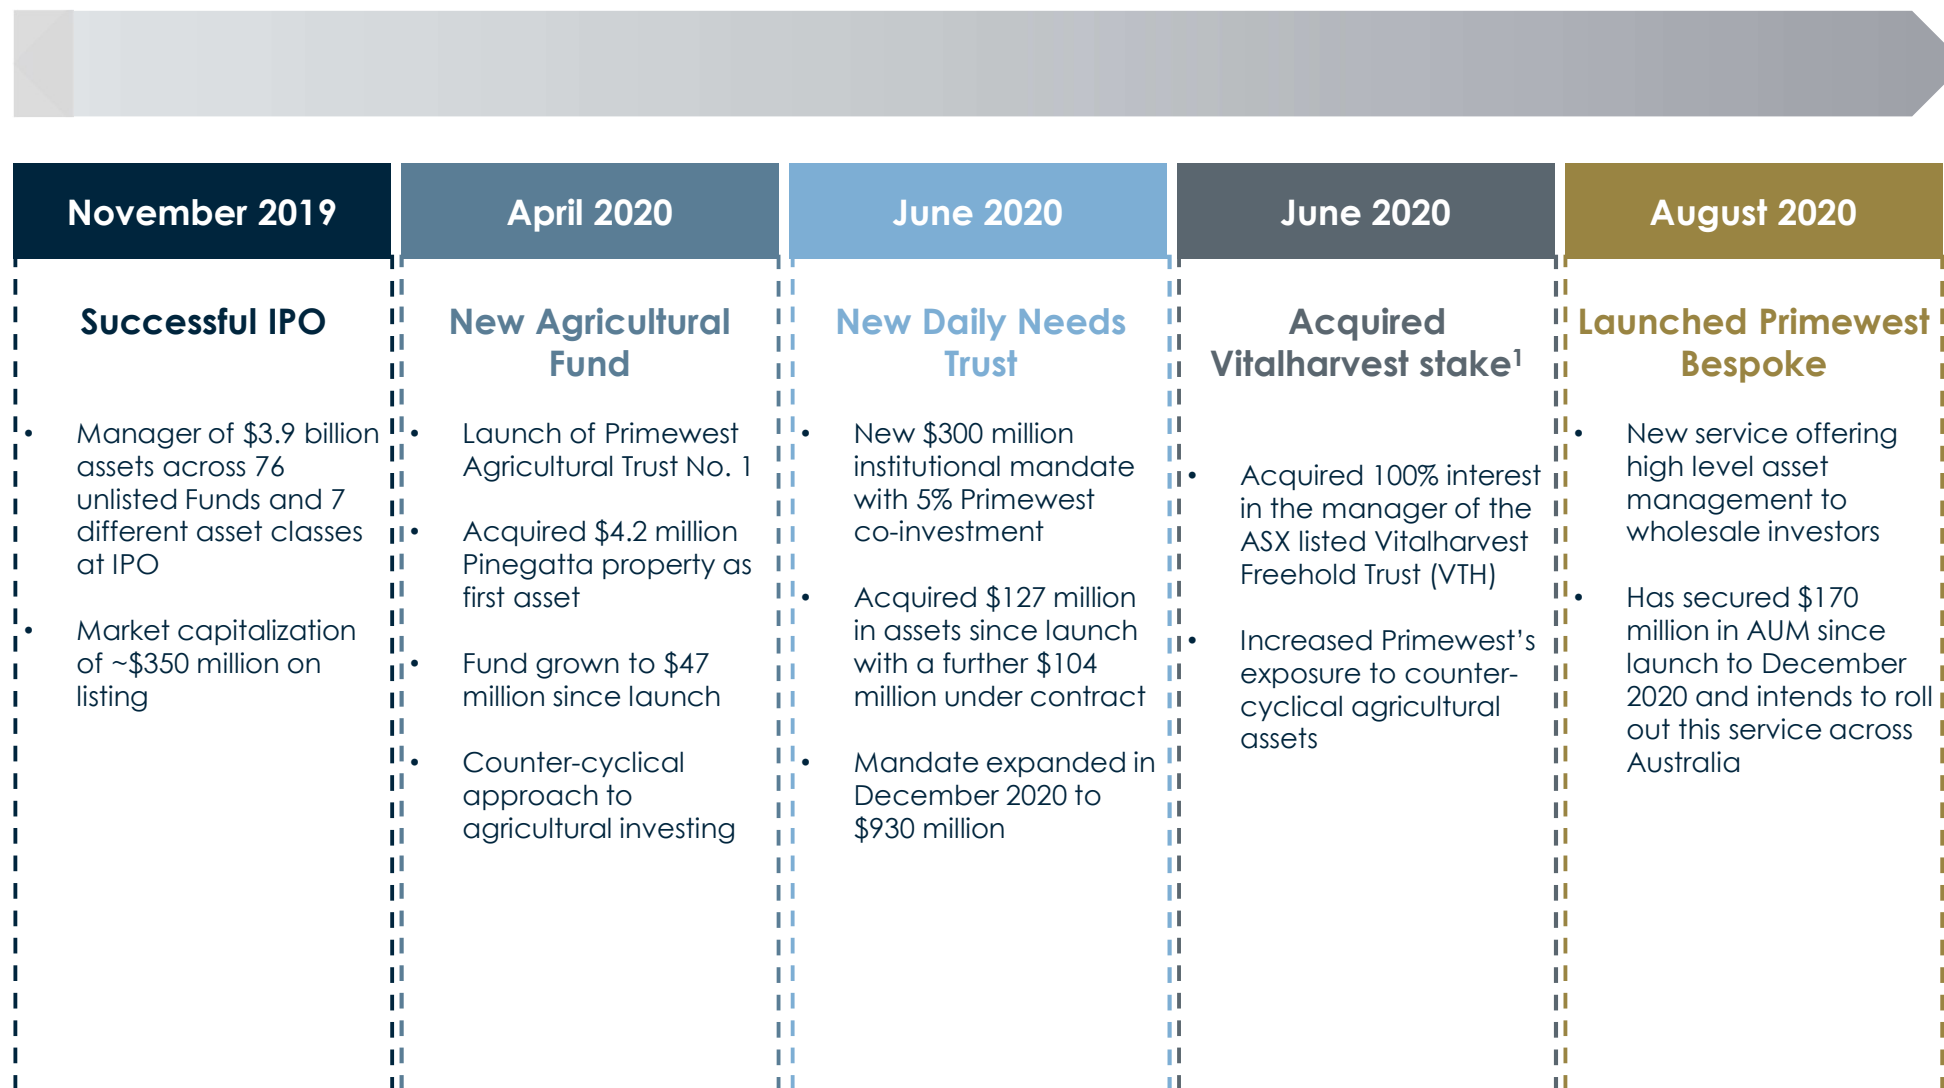 November 2019
Successful IPO
• Manager of $3.9 billion
assets across 76
unlisted Funds and 7
different asset classes
at IPO
• Market capitalization
of ~$350 million on
listing
April 2020
New Agricultural
Fund
• Launch of Primewest
Agricultural Trust No. 1
• Acquired $4.2 million
Pinegatta property as
first asset
• Fund grown to $47
million since launch
• Counter-cyclical
approach to
agricultural investing
June 2020
New Daily Needs
Trust
• New $300 million
institutional mandate
with 5% Primewest
co-investment
• Acquired $127 million
in assets since launch
with a further $104
million under contract
• Mandate expanded in
December 2020 to
$930 million
June 2020
Acquired
Vitalharvest stake¹
• Acquired 100% interest
in the manager of the
ASX listed Vitalharvest
Freehold Trust (VTH)
• Increased Primewest’s
exposure to counter-
cyclical agricultural
assets
August 2020
Launched Primewest
Bespoke
• New service offering
high level asset
management to
wholesale investors
• Has secured $170
million in AUM since
launch to December
2020 and intends to roll
out this service across
Australia